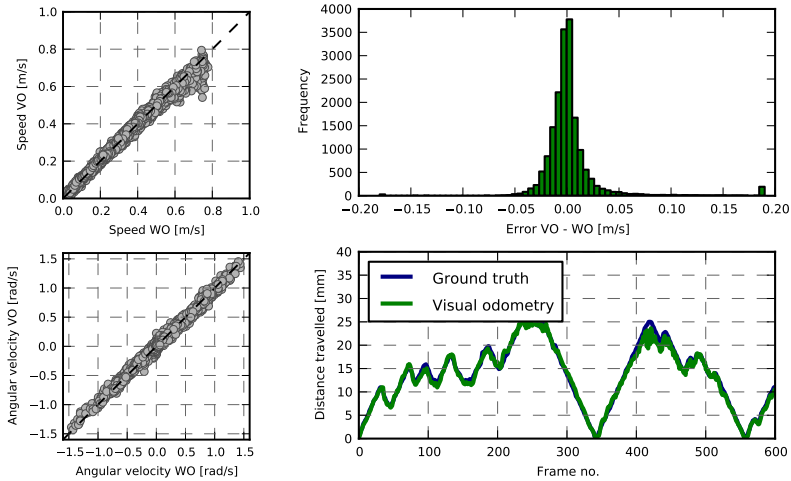 1.0
0.8
0.6
0.4
0.2
0.0
Speed VO [m/s]
0.0 0.2 0.4 0.6 0.8 1.0
Speed WO [m/s]
4000
3500
3000
2500
2000
1500
1000
500
0
Frequency
−0.20 −0.15 −0.10 −0.05 0.00 0.05 0.10 0.15 0.20
Error VO - WO [m/s]
1.5
1.0
0.5
0.0
−0.5
−1.0
−1.5
Angular velocity VO [rad/s]
−1.5 −1.0 −0.5 0.0 0.5 1.0 1.5
Angular velocity WO [rad/s]
40
35
30
25
20
15
10
5
0
Distance travelled [mm]
Ground truth
Visual odometry
0 100 200 300 400 500 600
Frame no.